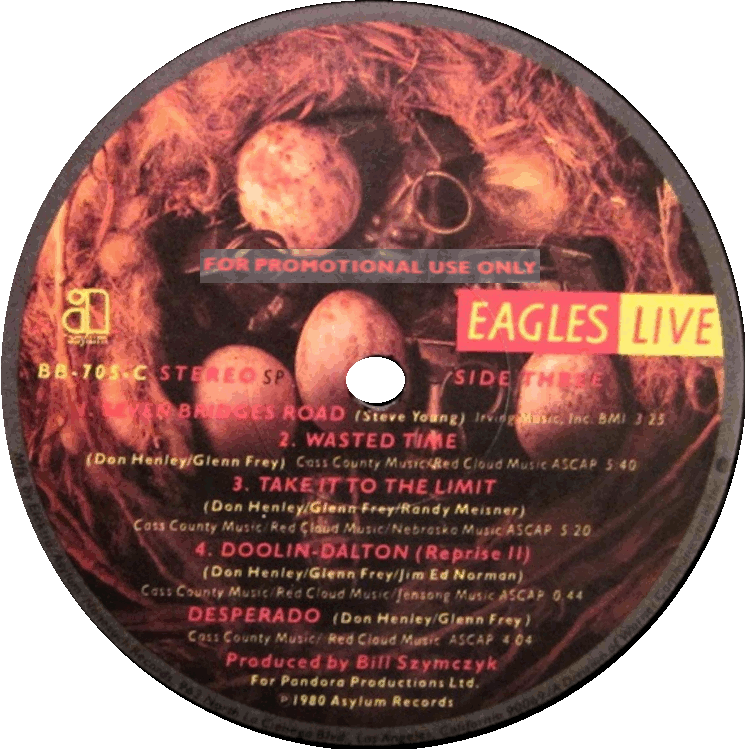 FOR PROMOTIONAL USE ONLY
EAGLES LIVE
BB-705-C STEREO SP SIDE THREE
1. SEVEN BRIDGES ROAD (Steve Young) Irving Music, Inc. BMI 3:25
2. WASTED TIME
(Don Henley/Glenn Frey) Cass County Music/Red Cloud Music ASCAP 5:40
3. TAKE IT TO THE LIMIT
(Don Henley/Glenn Frey/Randy Meisner)
Cass County Music/Red Cloud Music/Nebraska Music ASCAP 5:20
4. DOOLIN-DALTON (Reprise II)
(Don Henley/Glenn Frey/Jim Ed Norman)
Cass County Music/Red Cloud Music/Jensong Music ASCAP 0:44
DESPERADO (Don Henley/Glenn Frey)
Cass County Music/ Red Cloud Music ASCAP 4:04
Produced by Bill Szymczyk
For Pandora Productions Ltd.
℗1980 Asylum Records